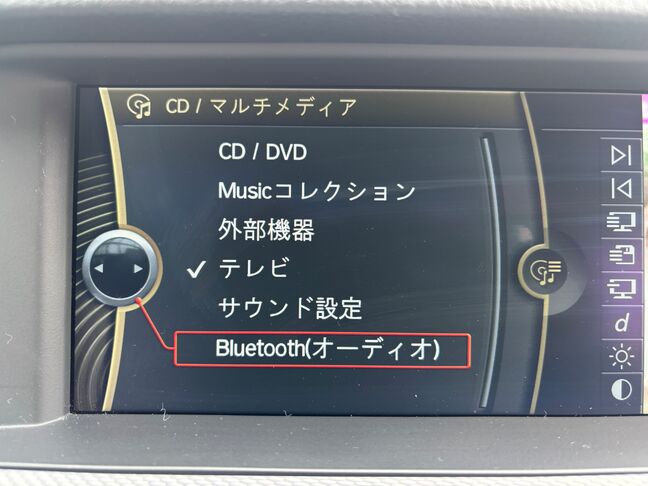 CD / マルチメディア
CD / DVD
Musicコレクション
外部機器
テレビ
サウンド設定
Bluetooth(オーディオ)
d